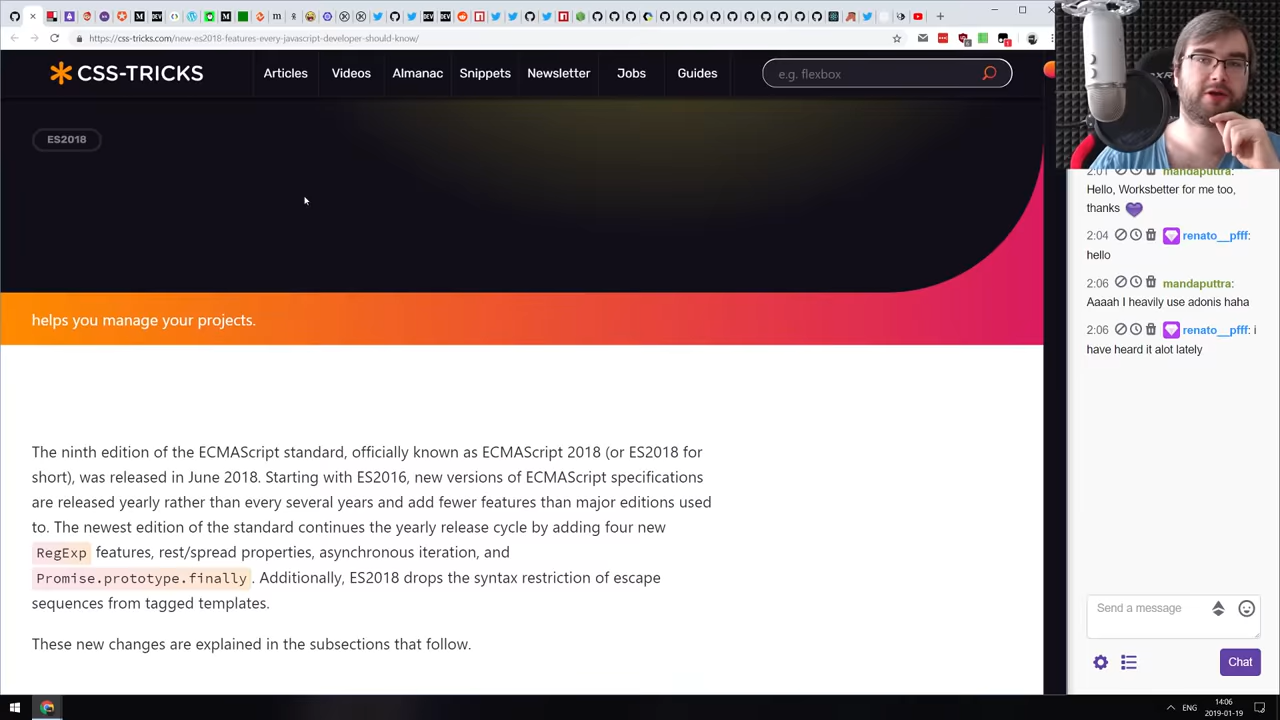 https://css-tricks.com/new-es2018-features-every-javascript-developer-should-know/
CSS-TRICKS
Articles
Videos
Almanac
Snippets
Newsletter
Jobs
Guides
e.g. flexbox
ES2018
helps you manage your projects.
The ninth edition of the ECMAScript standard, officially known as ECMAScript 2018 (or ES2018 for
short), was released in June 2018. Starting with ES2016, new versions of ECMAScript specifications
are released yearly rather than every several years and add fewer features than major editions used
to. The newest edition of the standard continues the yearly release cycle by adding four new
RegExp features, rest/spread properties, asynchronous iteration, and
Promise.prototype.finally. Additionally, ES2018 drops the syntax restriction of escape
sequences from tagged templates.
These new changes are explained in the subsections that follow.
2:01 mandaputtra:
Hello, Worksbetter for me too,
thanks
2:04 renato__pfff:
hello
2:06 mandaputtra:
Aaaah I heavily use adonis haha
2:06 renato__pfff: i
have heard it alot lately
Send a message
Chat
ENG
14:06
2019-01-19